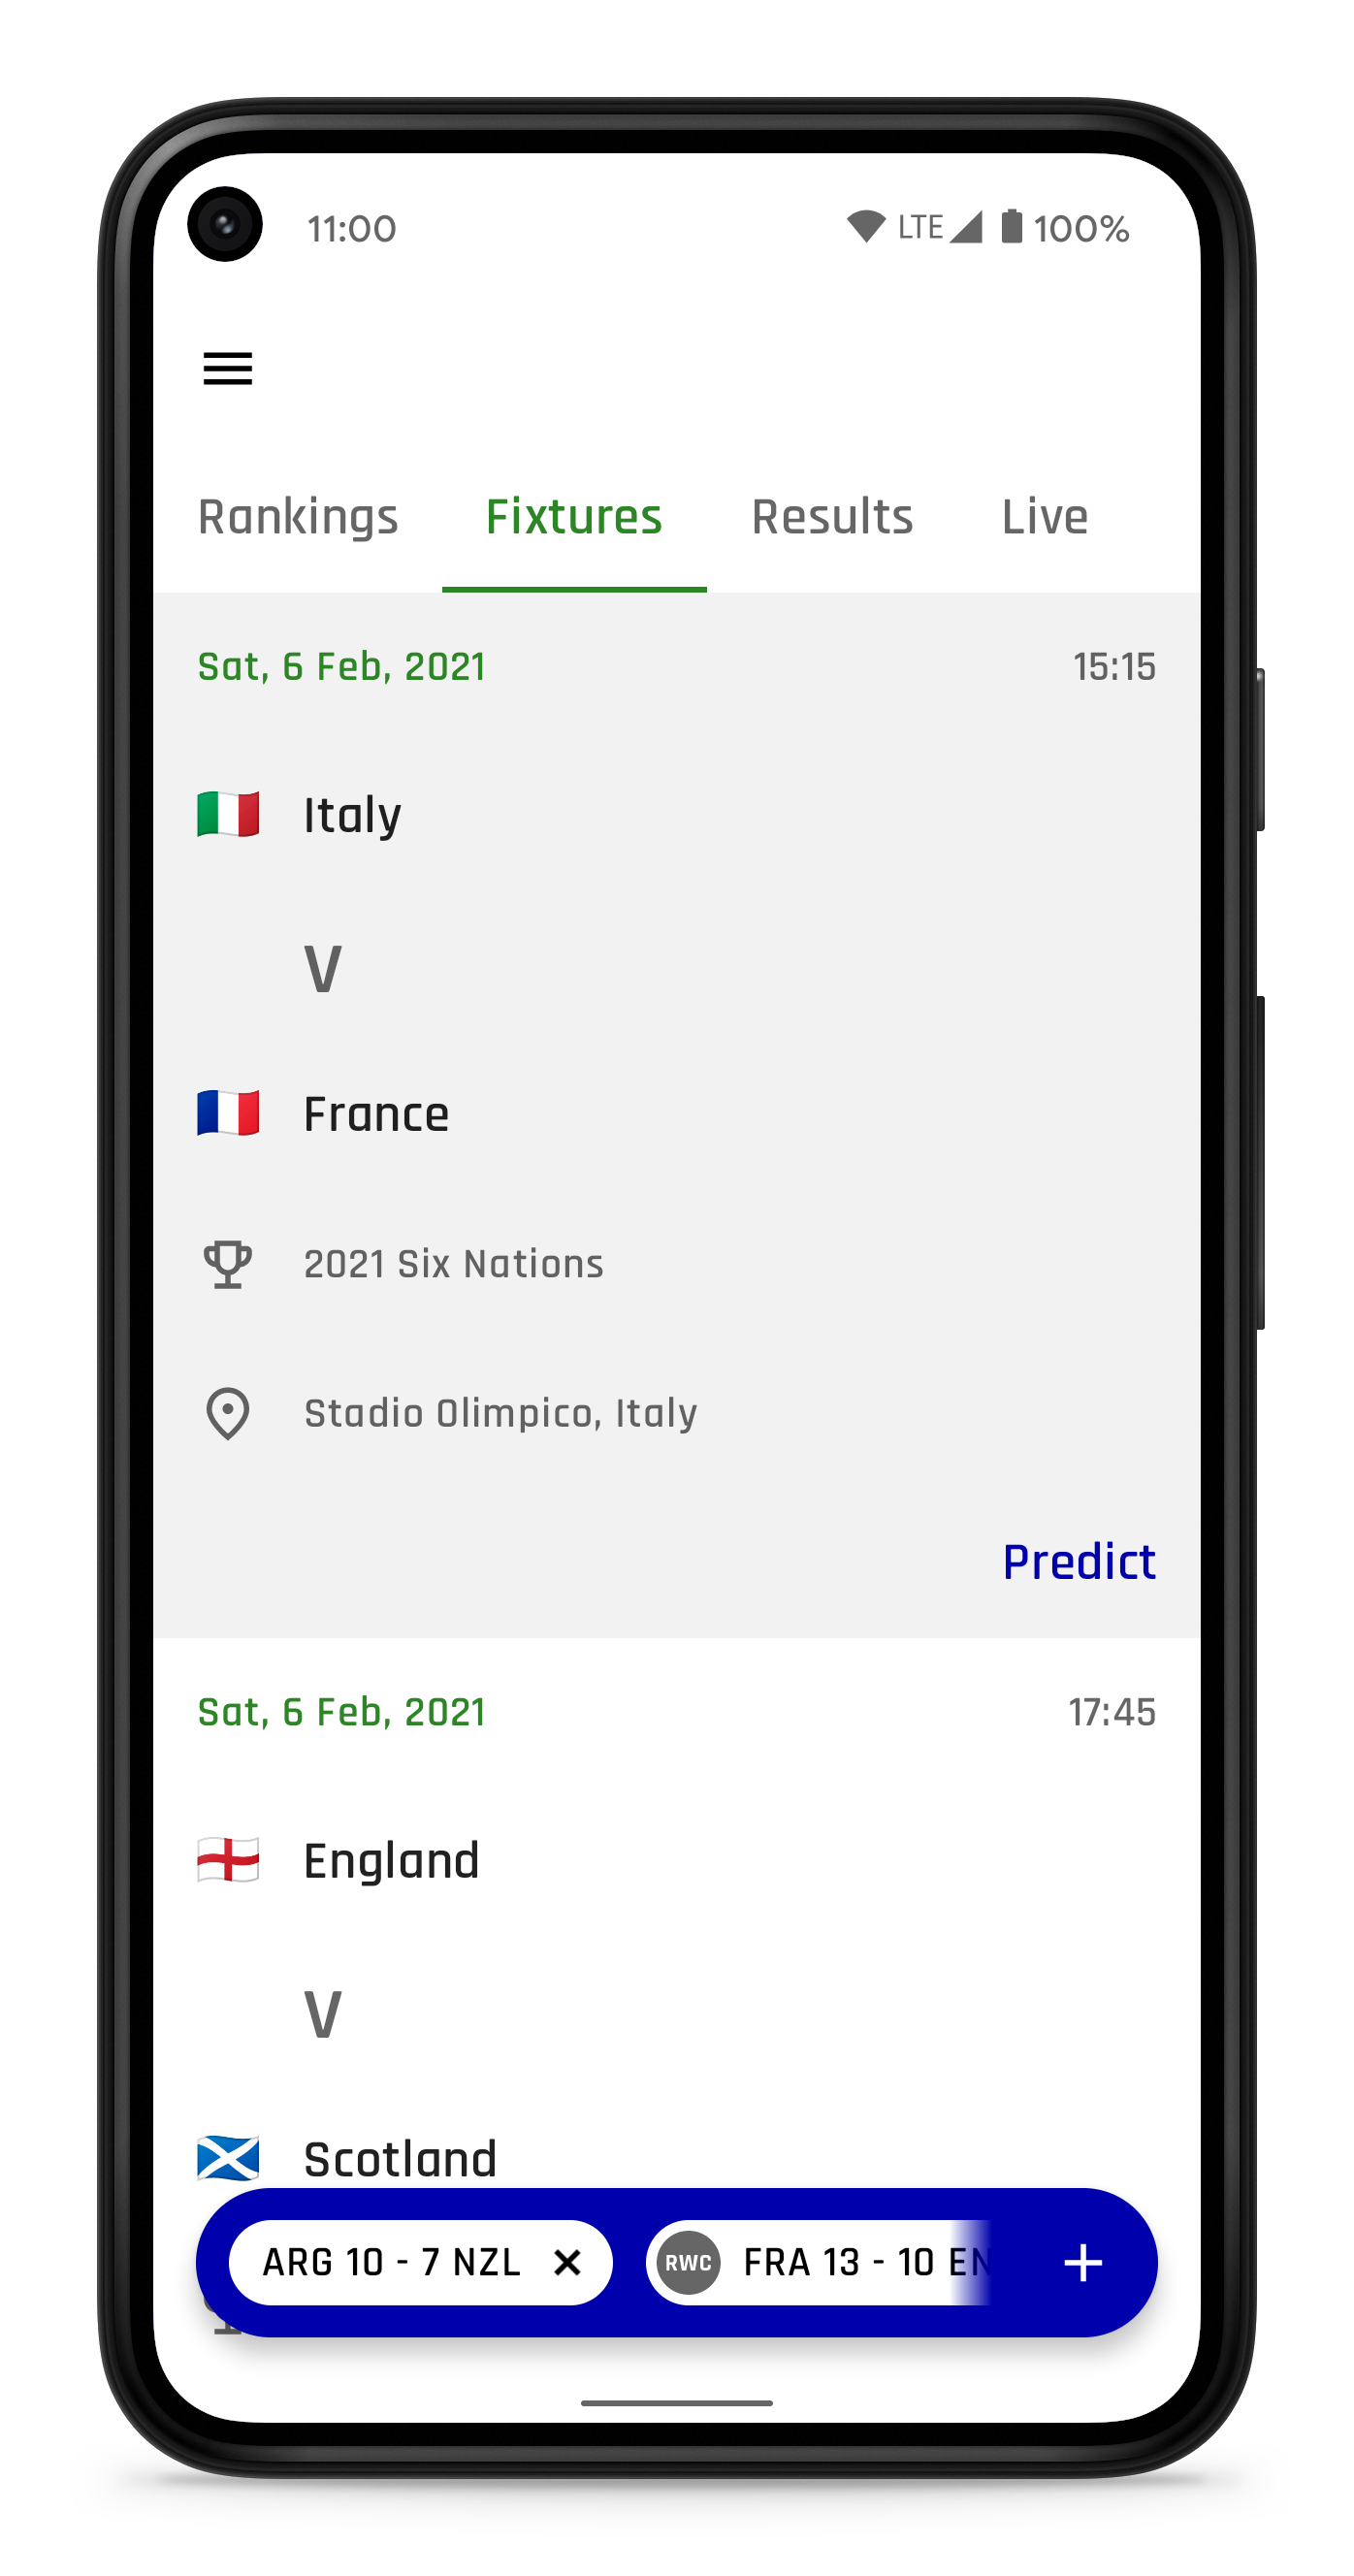 11:00 LTE 100%
Rankings Fixtures Results Live
Sat, 6 Feb, 2021 15:15
Italy
V
France
2021 Six Nations
Stadio Olimpico, Italy
Predict
Sat, 6 Feb, 2021 17:45
England
V
Scotland
ARG 10 - 7 NZL RWC FRA 13 - 10 EN